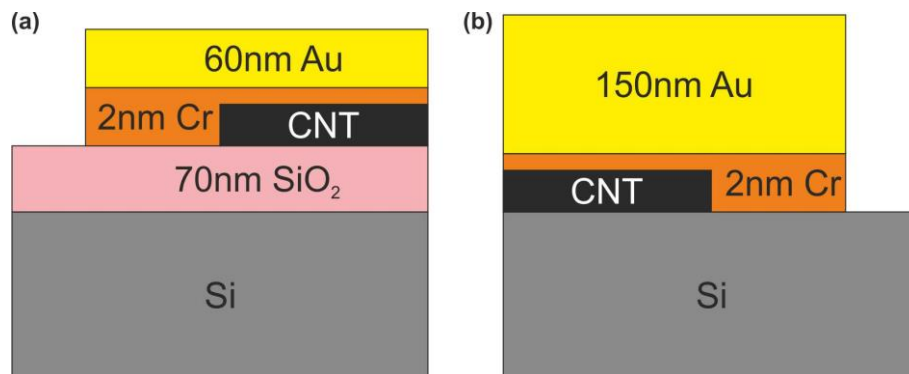 (a)
60nm Au
2nm Cr
CNT
70nm SiO₂
Si
(b)
150nm Au
CNT
2nm Cr
Si